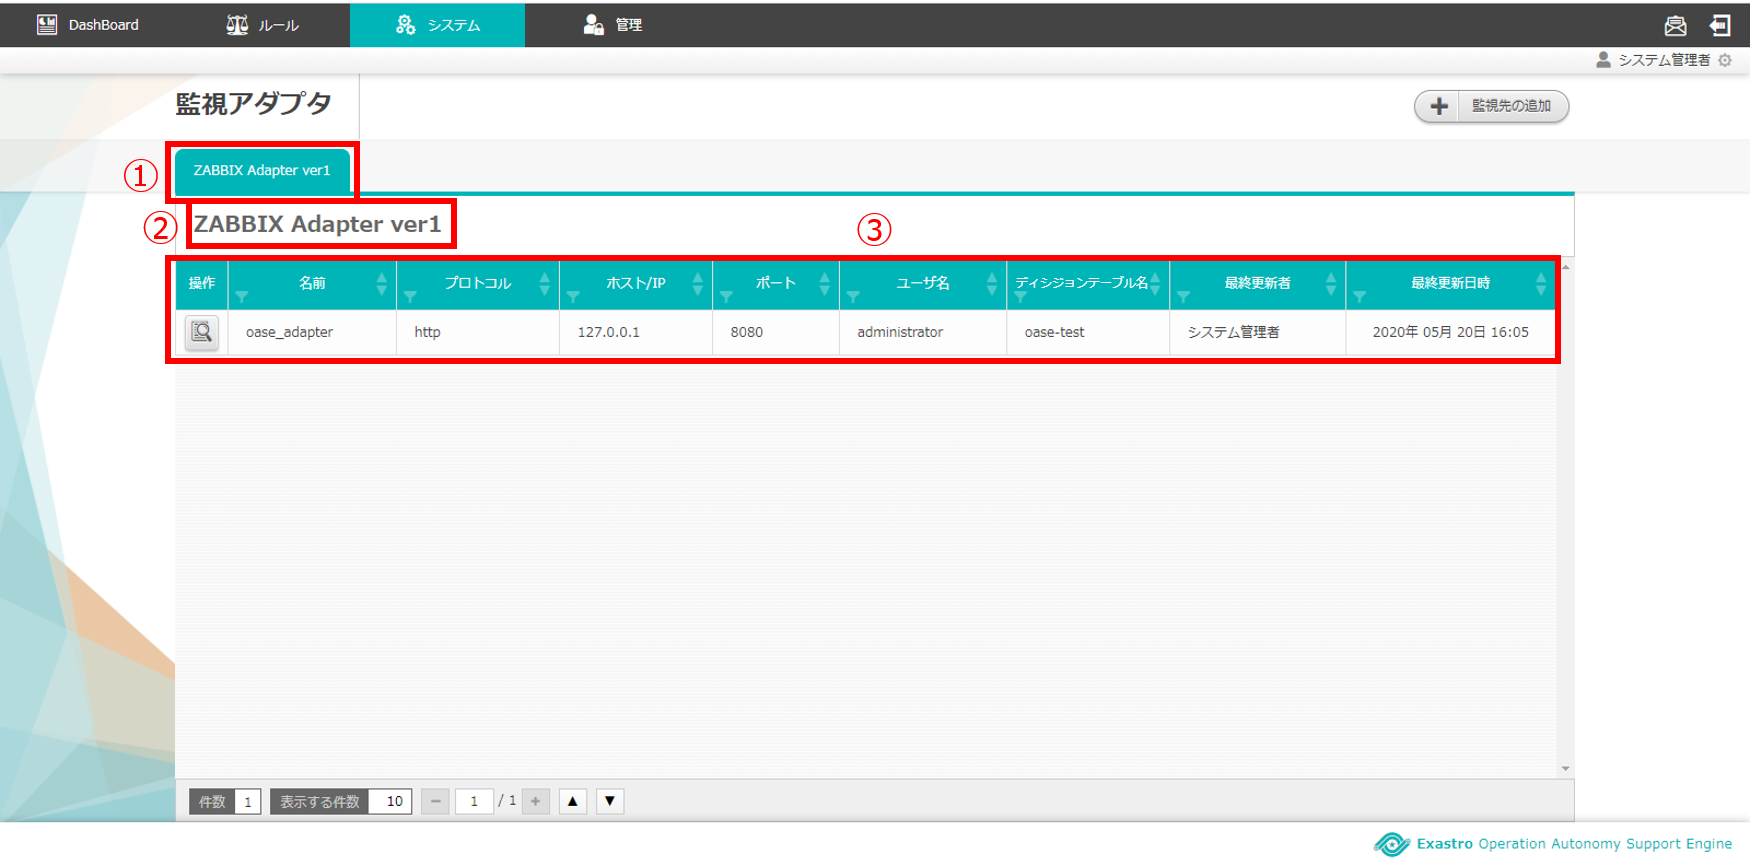 DashBoard ルール システム 管理
システム管理者
監視アダプタ
監視先の追加
① ZABBIX Adapter ver1
② ZABBIX Adapter ver1
③
操作 名前 プロトコル ホスト/IP ポート ユーザ名 ディシジョンテーブル名 最終更新者 最終更新日時
oase_adapter http 127.0.0.1 8080 administrator oase-test システム管理者 2020年 05月 20日 16:05
件数 1 表示する件数 10 − 1 / 1 + ▲ ▼
Exastro Operation Autonomy Support Engine